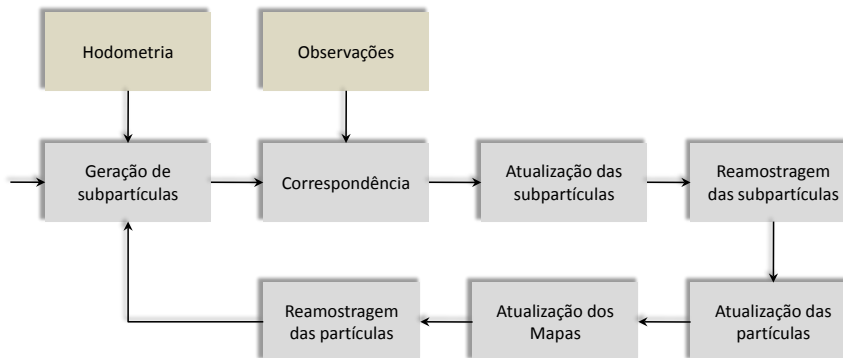 Hodometria
Observações
Geração de
subpartículas
Correspondência
Atualização das
subpartículas
Reamostragem
das subpartículas
Reamostragem
das partículas
Atualização dos
Mapas
Atualização das
partículas